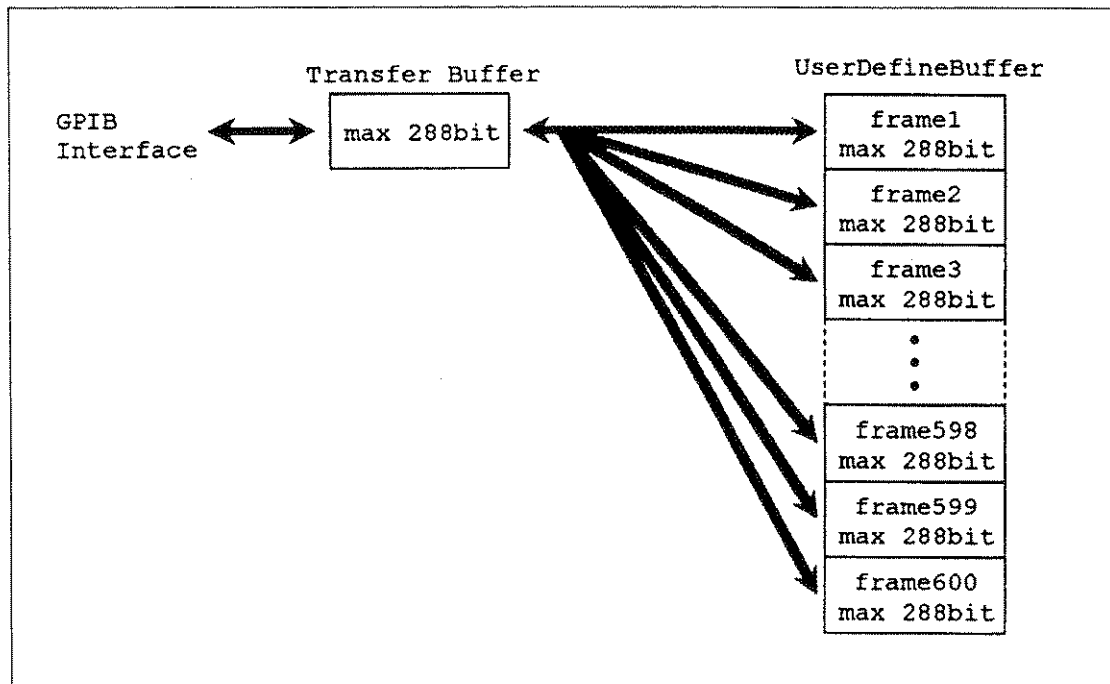 Transfer Buffer
UserDefineBuffer
GPIB
Interface
max 288bit
frame1
max 288bit
frame2
max 288bit
frame3
max 288bit
frame598
max 288bit
frame599
max 288bit
frame600
max 288bit